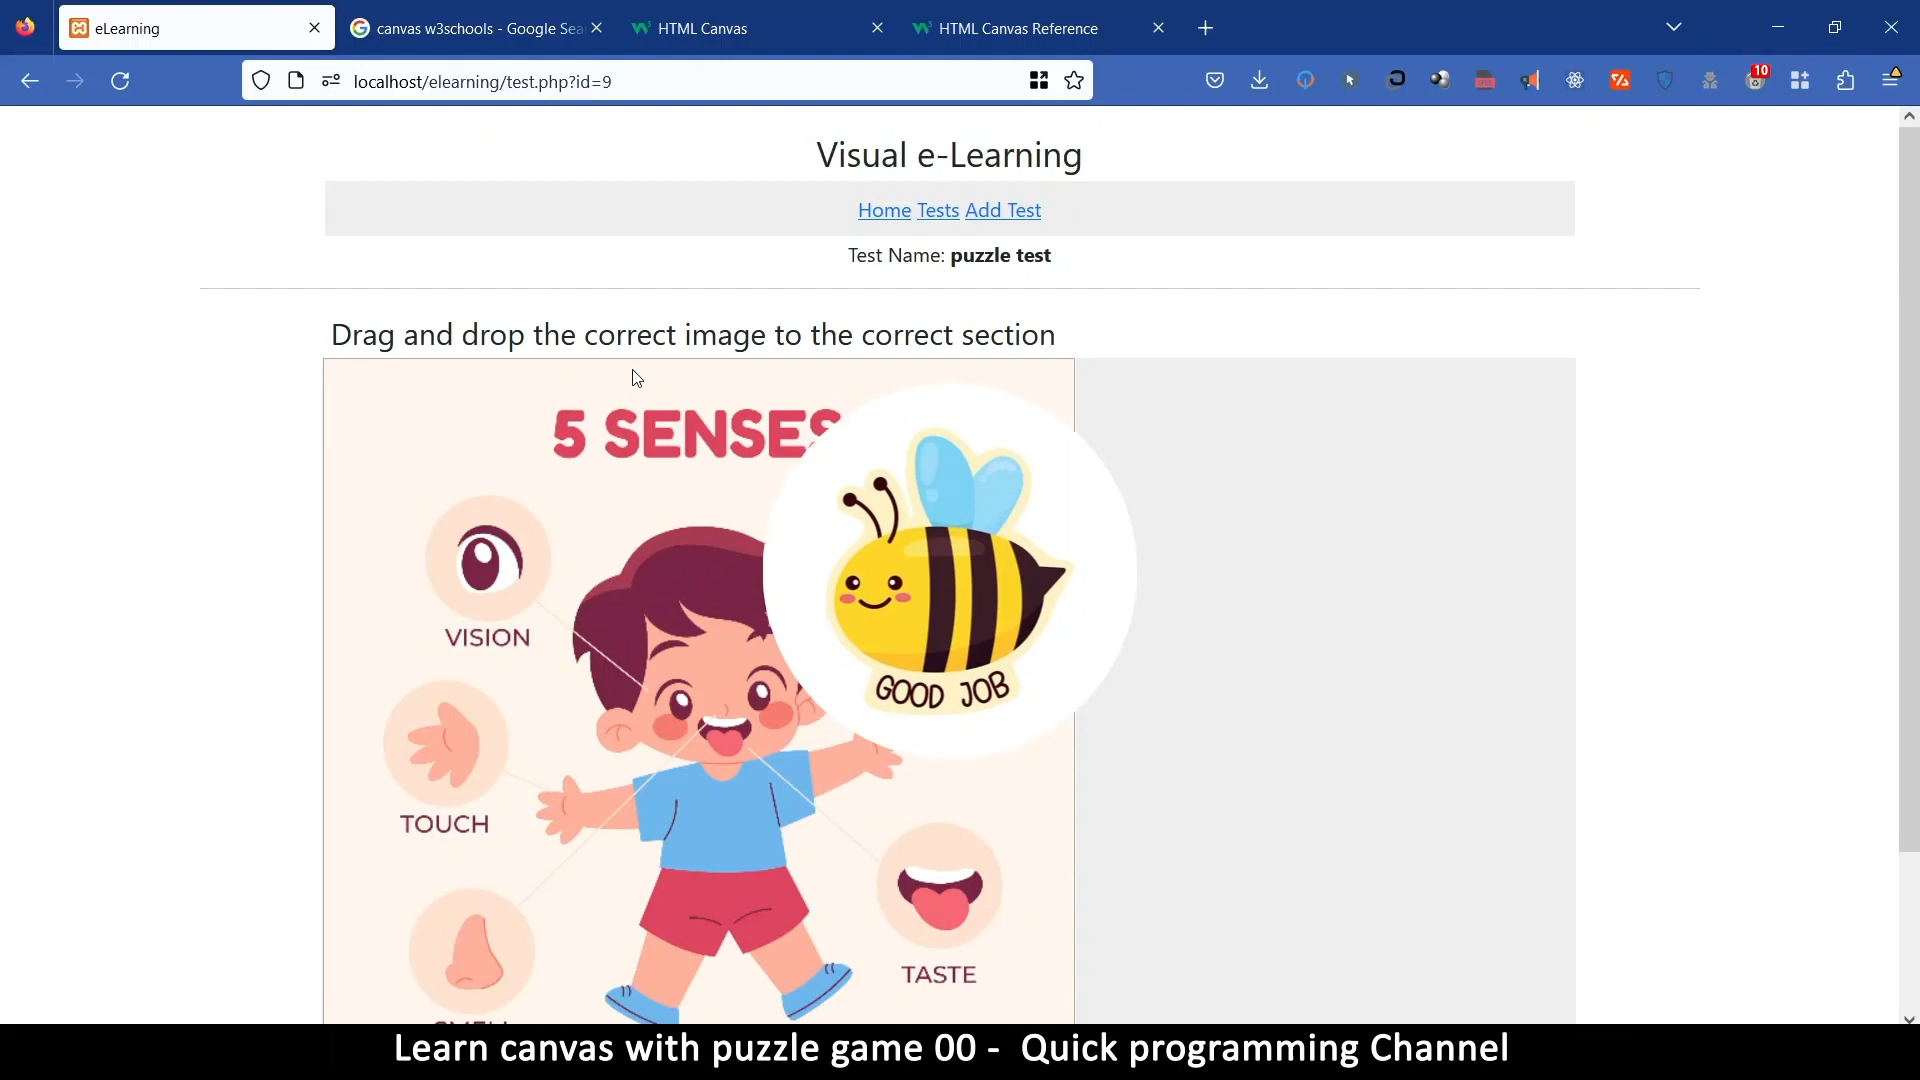 eLearning
canvas w3schools - Google Sea
HTML Canvas
HTML Canvas Reference
localhost/elearning/test.php?id=9
10
Visual e-Learning
Home Tests Add Test
Test Name: puzzle test
Drag and drop the correct image to the correct section
5 SENSES
GOOD JOB
VISION
TOUCH
TASTE
Learn canvas with puzzle game 00 - Quick programming Channel